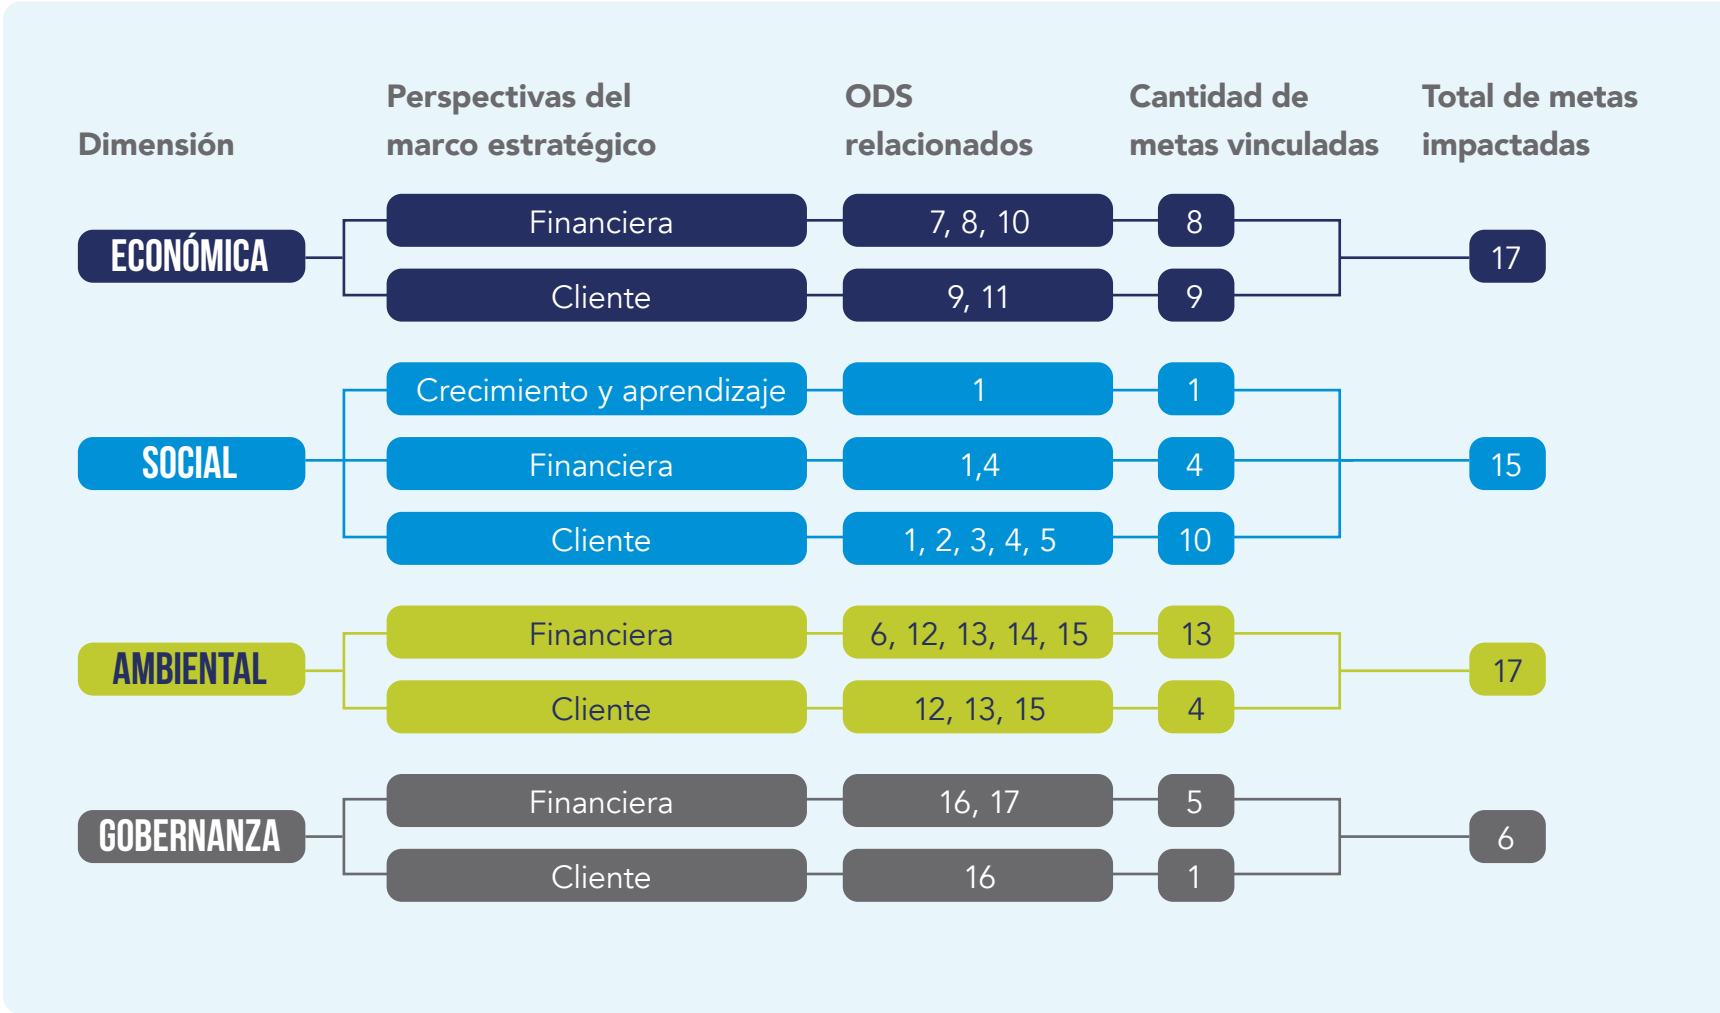 Dimensión
Perspectivas del
marco estratégico
ODS
relacionados
Cantidad de
metas vinculadas
Total de metas
impactadas
ECONÓMICA
Financiera
7, 8, 10
8
Cliente
9, 11
9
17
SOCIAL
Crecimiento y aprendizaje
1
1
Financiera
1,4
4
Cliente
1, 2, 3, 4, 5
10
15
AMBIENTAL
Financiera
6, 12, 13, 14, 15
13
Cliente
12, 13, 15
4
17
GOBERNANZA
Financiera
16, 17
5
Cliente
16
1
6